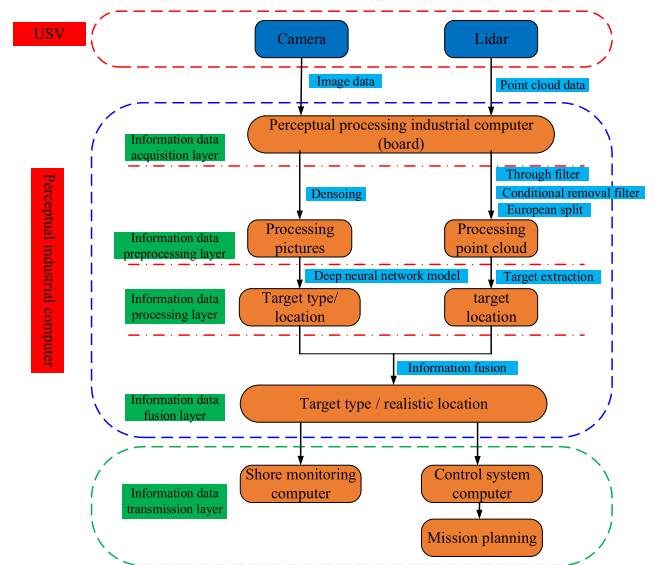 USV
Camera
Lidar
Image data
Point cloud data
Perceptual processing industrial computer
(board)
Information data
acquisition layer
Through filter
Densoing
Conditional removal filter
European split
Perceptual industrial computer
Processing
pictures
Processing
point cloud
Information data
preprocessing layer
Deep neural network model
Target extraction
Information data
processing layer
Target type/
location
target
location
Information fusion
Information data
fusion layer
Target type / realistic location
Shore monitoring
computer
Control system
computer
Information data
transmission layer
Mission planning